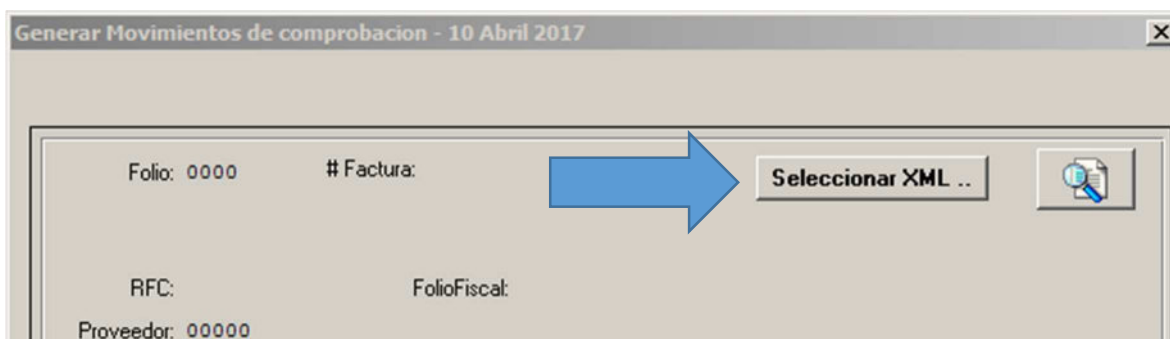 Generar Movimientos de comprobacion - 10 Abril 2017
Folio: 0000 # Factura: Seleccionar XML ..
RFC: FolioFiscal:
Proveedor: 00000